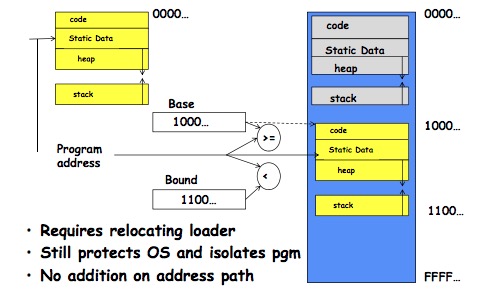 code
0000...
Static Data
heap
stack
Base
1000...
Program
address
>=
<
Bound
1100...
0000...
code
Static Data
heap
stack
code
1000...
Static Data
heap
stack
1100...
FFFF...
• Requires relocating loader
• Still protects OS and isolates pgm
• No addition on address path